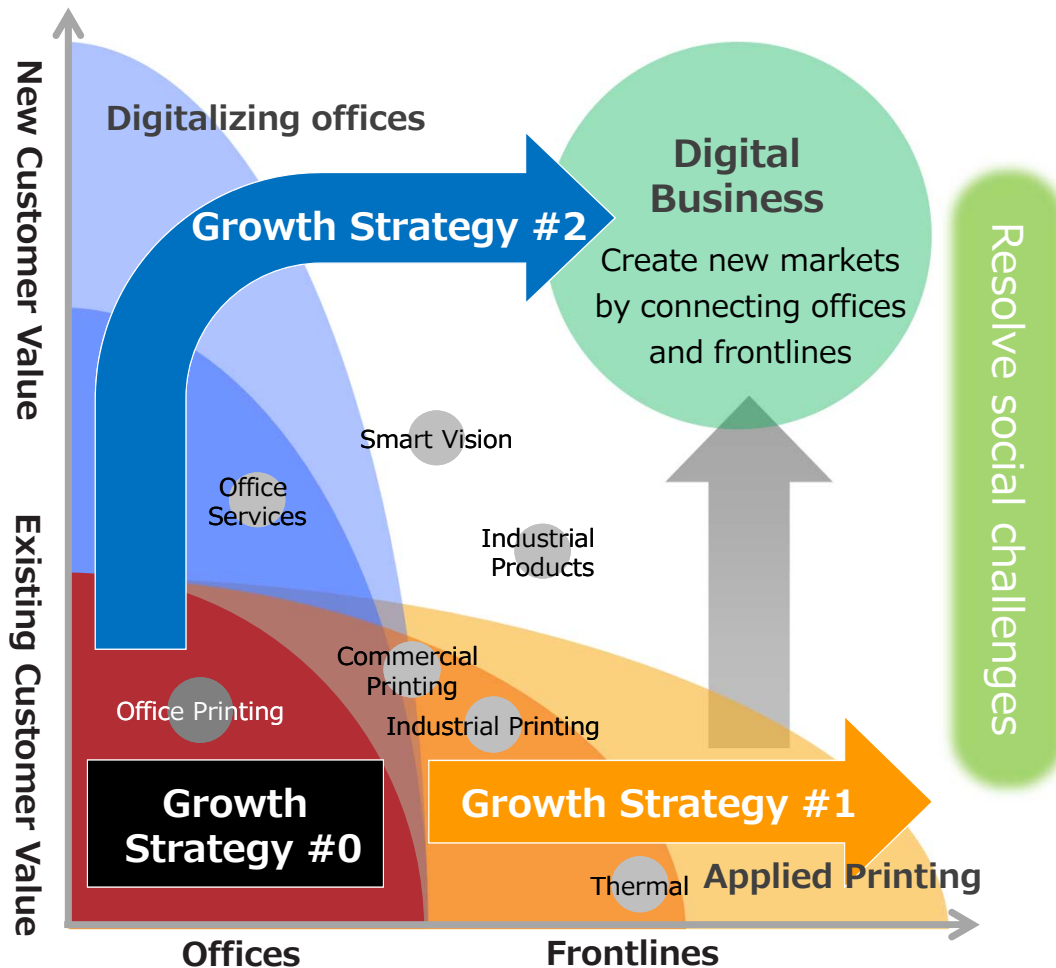 New Customer Value
Existing Customer Value
Digitalizing offices
Growth Strategy #2
Digital
Business
Create new markets
by connecting offices
and frontlines
Resolve social challenges
Smart Vision
Office
Services
Industrial
Products
Commercial
Printing
Office Printing
Industrial Printing
Growth
Strategy #0
Growth Strategy #1
Thermal
Applied Printing
Offices
Frontlines